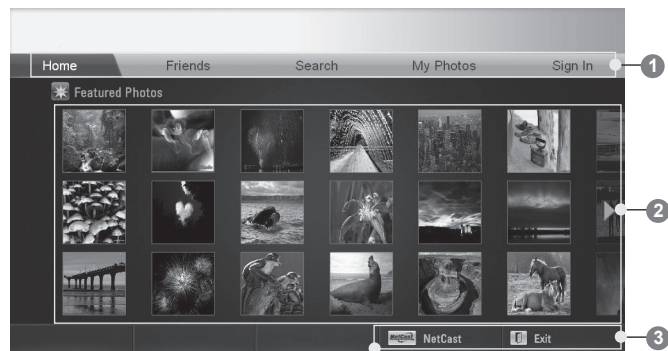 Home Friends Search My Photos Sign In
1
Featured Photos
2
NetCast NetCast Exit
3